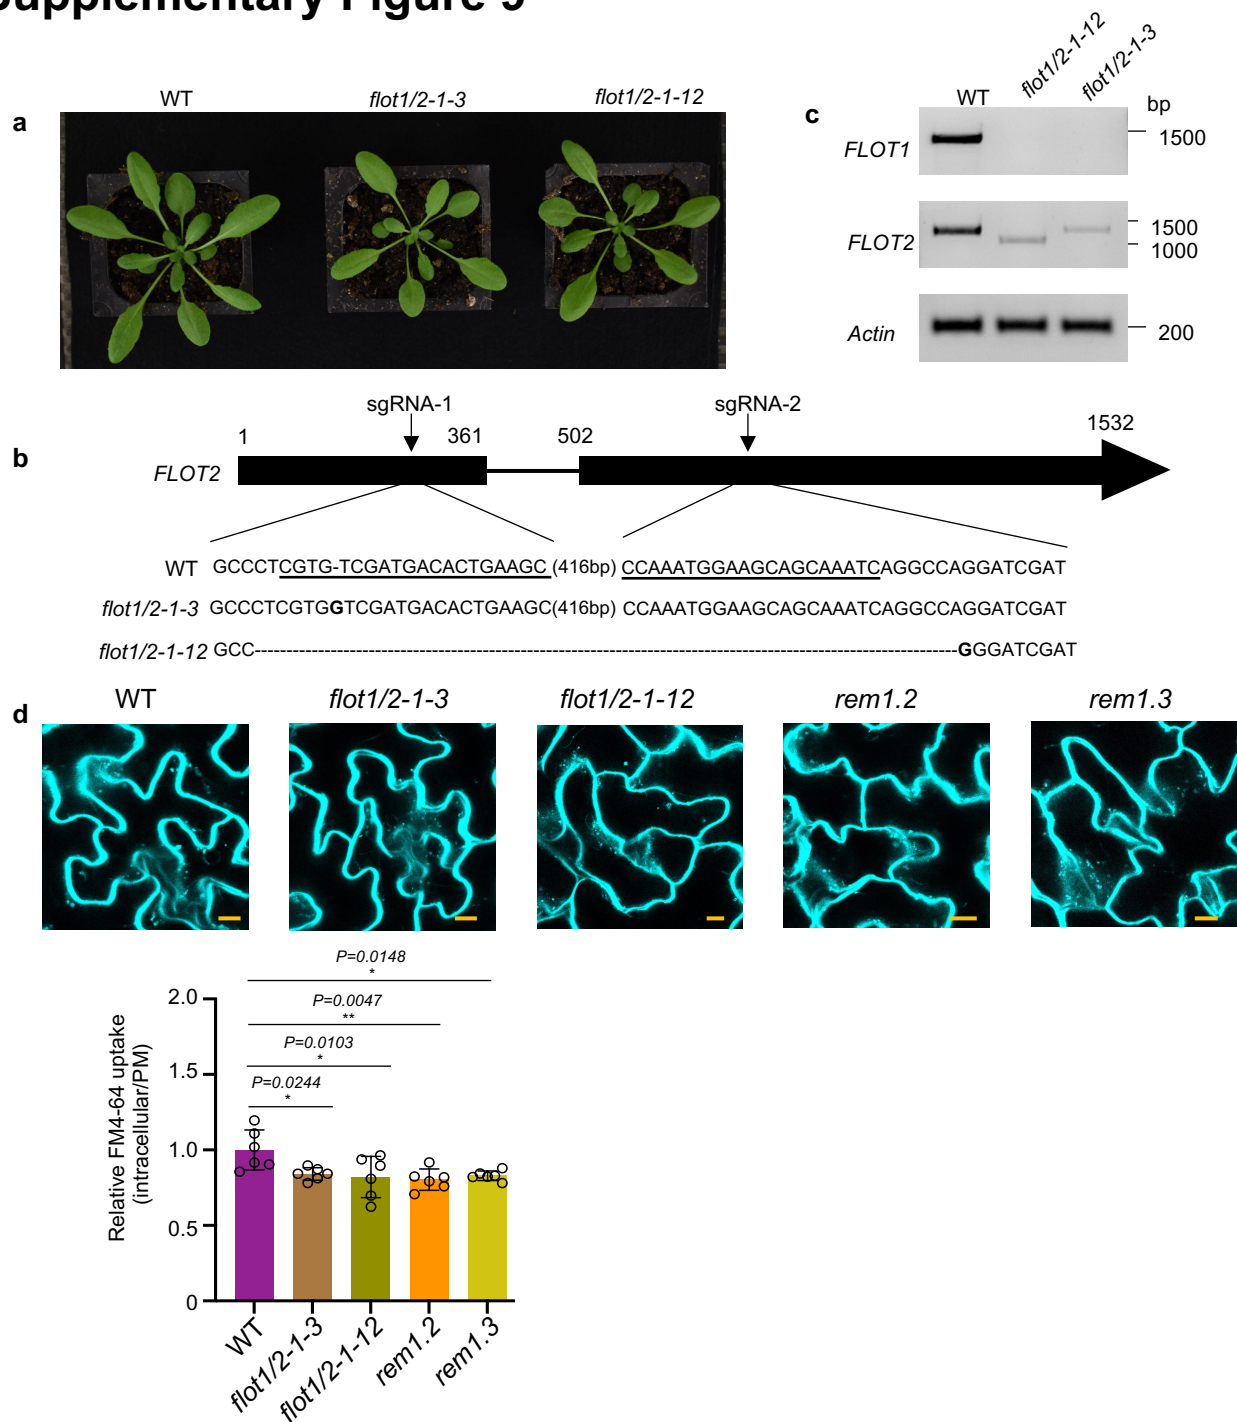 Supplementary Figure 9
a
WT
flot1/2-1-3
flot1/2-1-12
c
WT
flot1/2-1-12
flot1/2-1-3
bp
FLOT1
1500
FLOT2
1500
1000
Actin
200
b
sgRNA-1
sgRNA-2
1
361
502
1532
FLOT2
WT GCCCTCGTG-TCGATGACACTGAAGC (416bp) CCAAATGGAAGCAGCAAATCAGGCCAGGATCGAT
flot1/2-1-3 GCCCTCGTGGTCGATGACACTGAAGC(416bp) CCAAATGGAAGCAGCAAATCAGGCCAGGATCGAT
flot1/2-1-12 GCC--------------------------------------------------------------------------------GGGATCGAT
d
WT
flot1/2-1-3
flot1/2-1-12
rem1.2
rem1.3
P=0.0148
*
P=0.0047
**
P=0.0103
*
P=0.0244
*
Relative FM4-64 uptake
(intracellular/PM)
2.0
1.5
1.0
0.5
0
WT
flot1/2-1-3
flot1/2-1-12
rem1.2
rem1.3